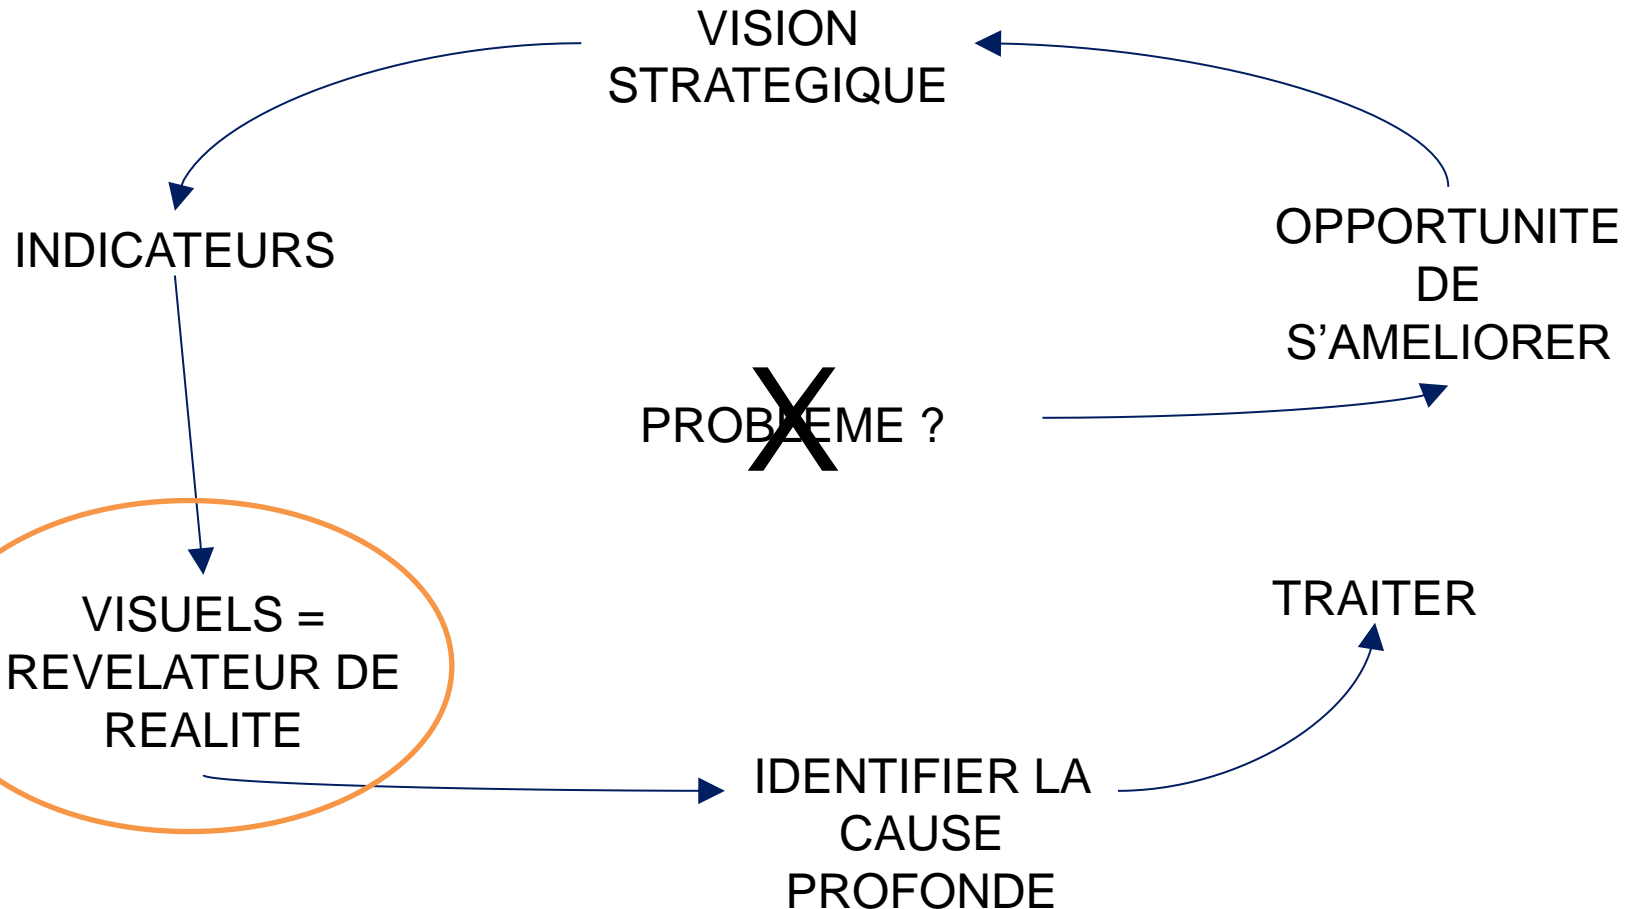 VISION
STRATEGIQUE
INDICATEURS
OPPORTUNITE
DE
S’AMELIORER
PROBLEME ?
X
VISUELS =
REVELATEUR DE
REALITE
TRAITER
IDENTIFIER LA
CAUSE
PROFONDE